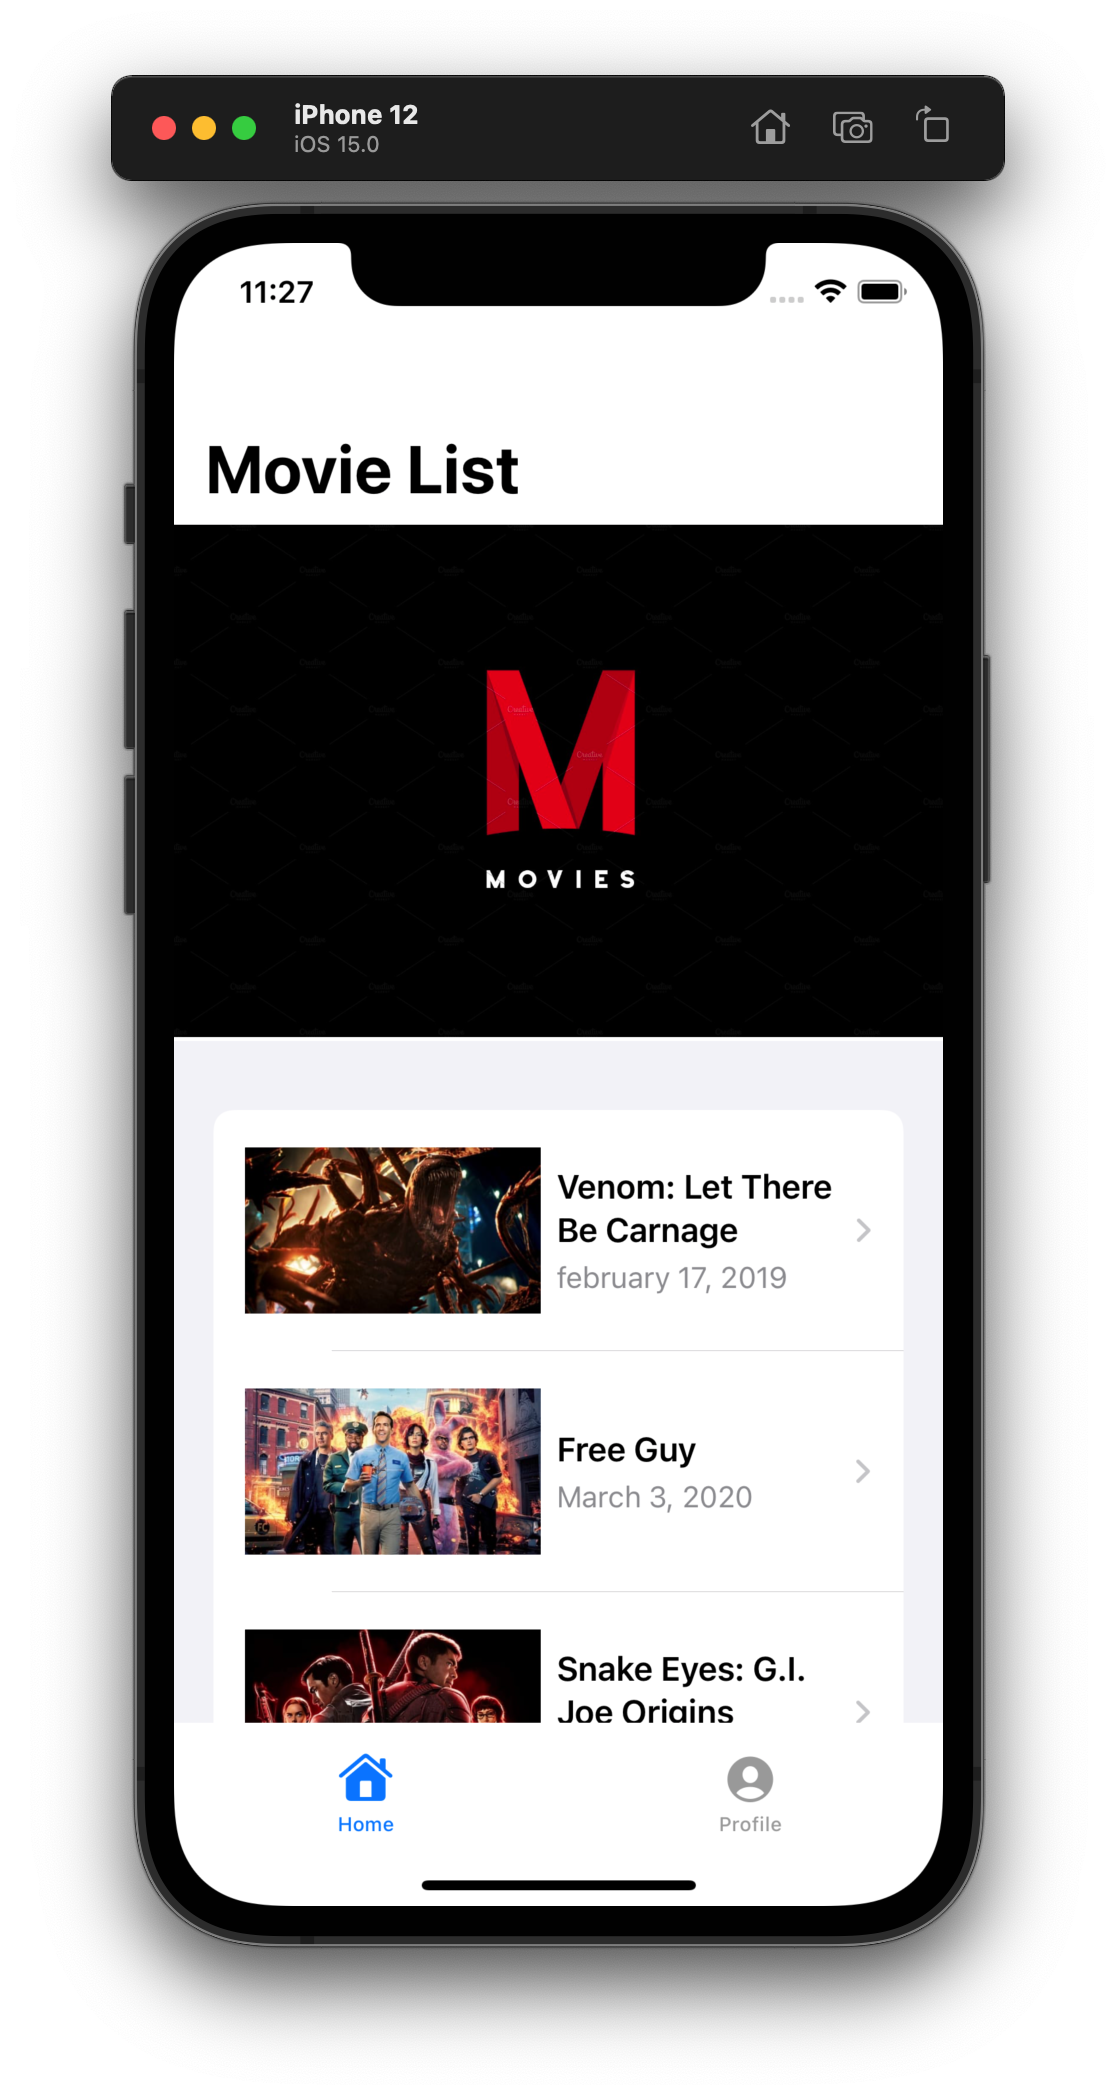 iPhone 12
iOS 15.0
11:27
Movie List
MOVIES
Venom: Let There
Be Carnage
february 17, 2019
Free Guy
March 3, 2020
Snake Eyes: G.I.
Joe Origins
Home
Profile